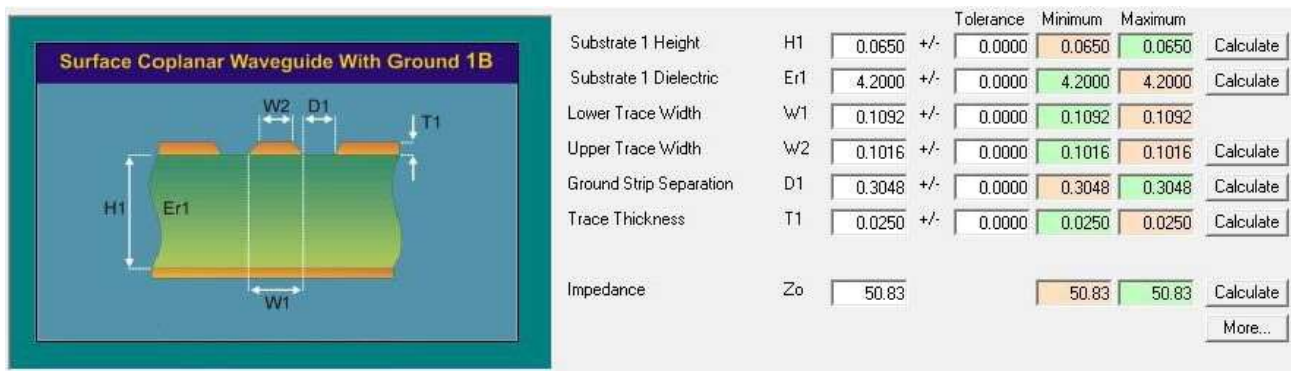 Surface Coplanar Waveguide With Ground 1B
W2 D1
T1
H1 Er1
W1
Tolerance Minimum Maximum
Substrate 1 Height H1 0.0650 +/- 0.0000 0.0650 0.0650 Calculate
Substrate 1 Dielectric Er1 4.2000 +/- 0.0000 4.2000 4.2000 Calculate
Lower Trace Width W1 0.1092 +/- 0.0000 0.1092 0.1092
Upper Trace Width W2 0.1016 +/- 0.0000 0.1016 0.1016 Calculate
Ground Strip Separation D1 0.3048 +/- 0.0000 0.3048 0.3048 Calculate
Trace Thickness T1 0.0250 +/- 0.0000 0.0250 0.0250 Calculate
Impedance Zo 50.83 50.83 50.83 Calculate
More...